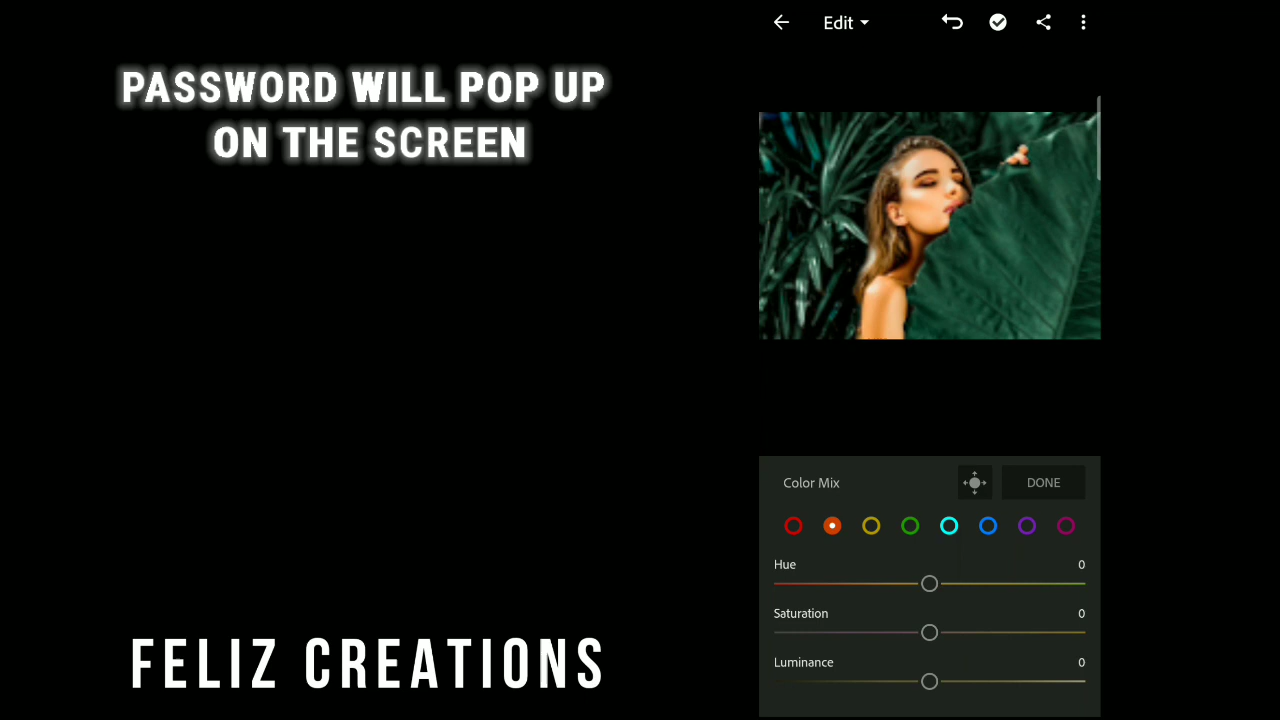 PASSWORD WILL POP UP
ON THE SCREEN
FELIZ CREATIONS
Edit
Color Mix
DONE
Hue 0
Saturation 0
Luminance 0